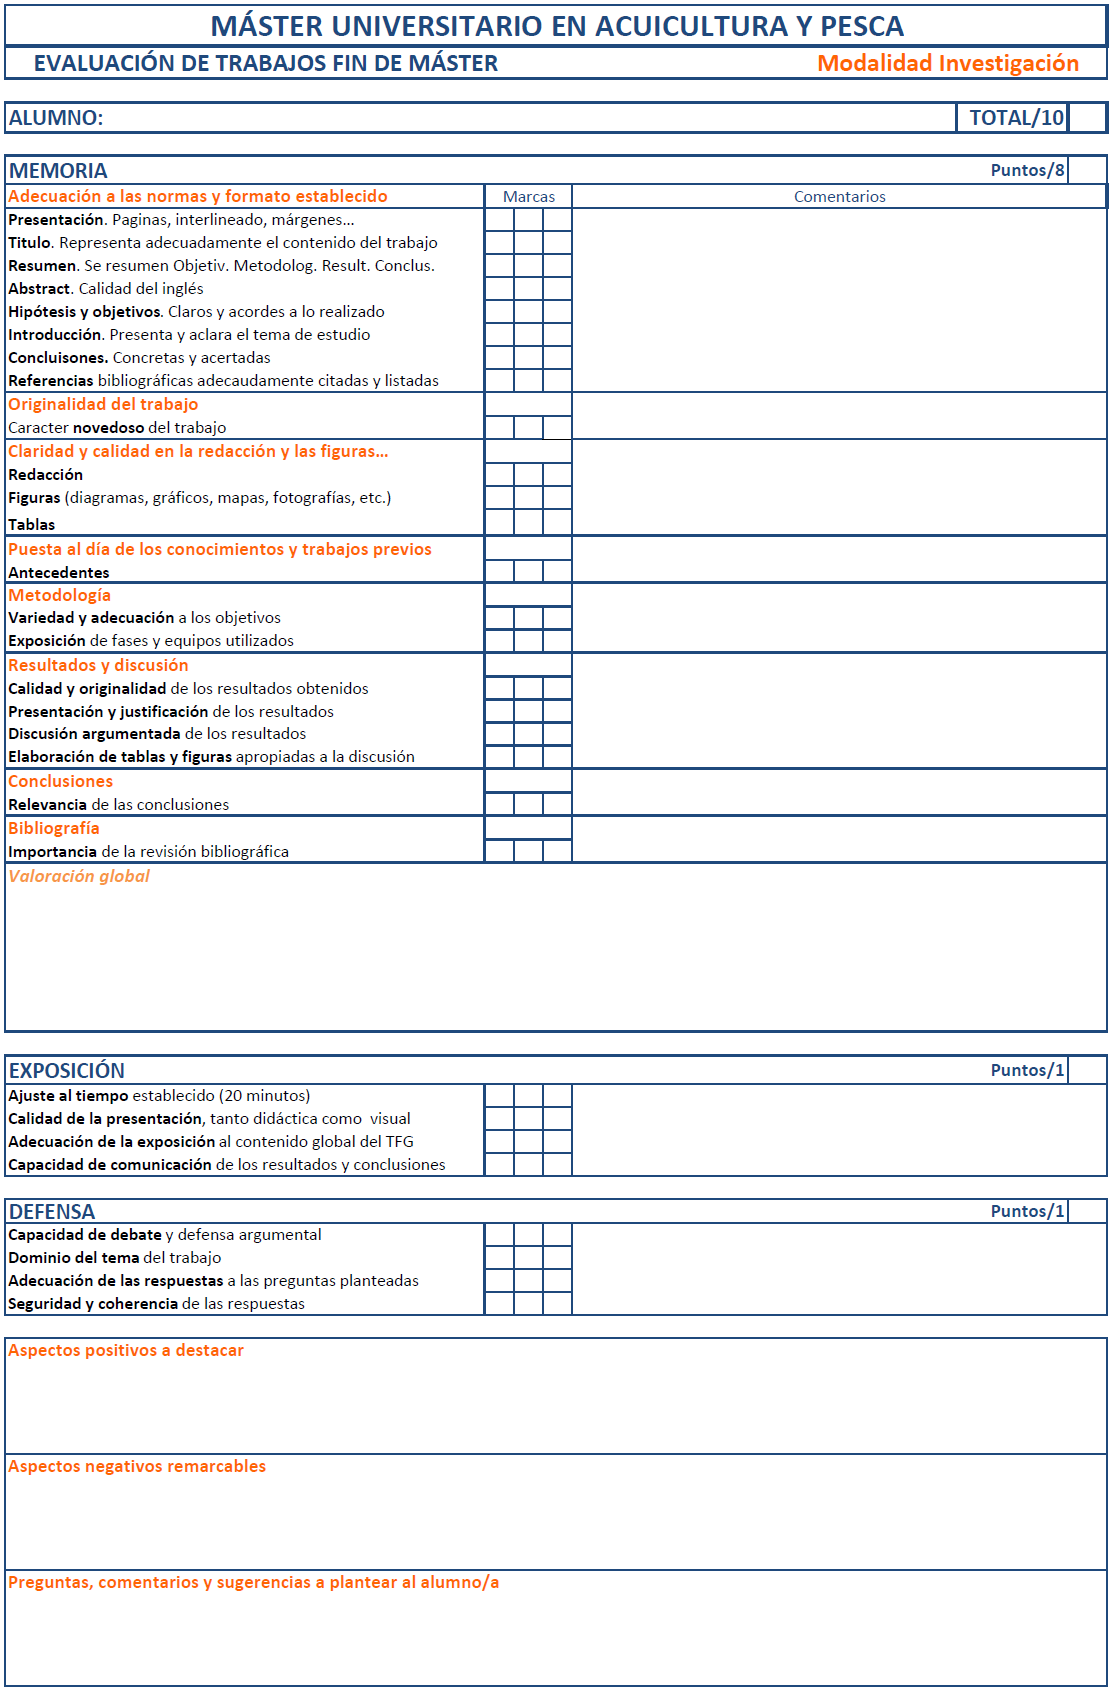 MÁSTER UNIVERSITARIO EN ACUICULTURA Y PESCA
EVALUACIÓN DE TRABAJOS FIN DE MÁSTER Modalidad Investigación
ALUMNO: TOTAL/10
MEMORIA Puntos/8
Adecuación a las normas y formato establecido Marcas Comentarios
Presentación. Paginas, interlineado, márgenes...
Titulo. Representa adecuadamente el contenido del trabajo
Resumen. Se resumen Objetiv. Metodolog. Result. Conclus.
Abstract. Calidad del inglés
Hipótesis y objetivos. Claros y acordes a lo realizado
Introducción. Presenta y aclara el tema de estudio
Concluisones. Concretas y acertadas
Referencias bibliográficas adecaudamente citadas y listadas
Originalidad del trabajo
Caracter novedoso del trabajo
Claridad y calidad en la redacción y las figuras...
Redacción
Figuras (diagramas, gráficos, mapas, fotografías, etc.)
Tablas
Puesta al día de los conocimientos y trabajos previos
Antecedentes
Metodología
Variedad y adecuación a los objetivos
Exposición de fases y equipos utilizados
Resultados y discusión
Calidad y originalidad de los resultados obtenidos
Presentación y justificación de los resultados
Discusión argumentada de los resultados
Elaboración de tablas y figuras apropiadas a la discusión
Conclusiones
Relevancia de las conclusiones
Bibliografía
Importancia de la revisión bibliográfica
Valoración global
EXPOSICIÓN Puntos/1
Ajuste al tiempo establecido (20 minutos)
Calidad de la presentación, tanto didáctica como visual
Adecuación de la exposición al contenido global del TFG
Capacidad de comunicación de los resultados y conclusiones
DEFENSA Puntos/1
Capacidad de debate y defensa argumental
Dominio del tema del trabajo
Adecuación de las respuestas a las preguntas planteadas
Seguridad y coherencia de las respuestas
Aspectos positivos a destacar
Aspectos negativos remarcables
Preguntas, comentarios y sugerencias a plantear al alumno/a